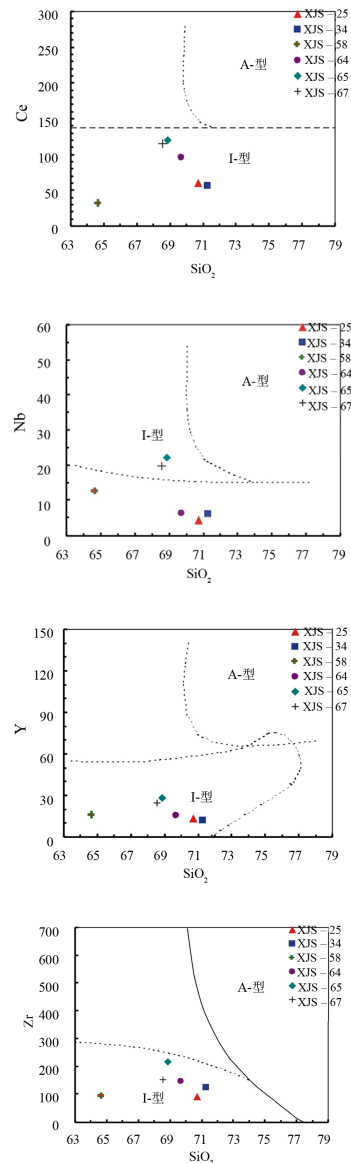 300
250
200
150
100
50
0
Ce
XJS – 25
XJS – 34
XJS – 58
XJS – 64
XJS – 65
XJS – 67
A-型
I-型
63 65 67 69 71 73 75 77 79
SiO₂
60
50
40
30
20
10
0
Nb
XJS – 25
XJS – 34
XJS – 58
XJS – 64
XJS – 65
XJS – 67
A-型
I-型
63 65 67 69 71 73 75 77 79
SiO₂
150
120
90
60
30
0
Y
XJS – 25
XJS – 34
XJS – 58
XJS – 64
XJS – 65
XJS – 67
A-型
I-型
63 65 67 69 71 73 75 77 79
SiO₂
700
600
500
400
300
200
100
0
Zr
XJS – 25
XJS – 34
XJS – 58
XJS – 64
XJS – 65
XJS – 67
A-型
I-型
63 65 67 69 71 73 75 77 79
SiO₂